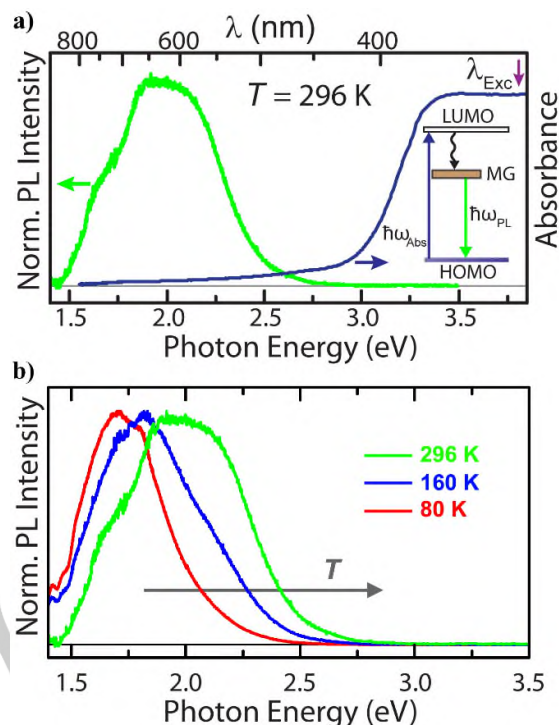 a)
λ (nm)
800 600 400
T = 296 K
λExc
LUMO
MG
ħωAbs
ħωPL
HOMO
Norm. PL Intensity
Absorbance
1.5 2.0 2.5 3.0 3.5
Photon Energy (eV)
b)
296 K
160 K
80 K
T
Norm. PL Intensity
1.5 2.0 2.5 3.0 3.5
Photon Energy (eV)